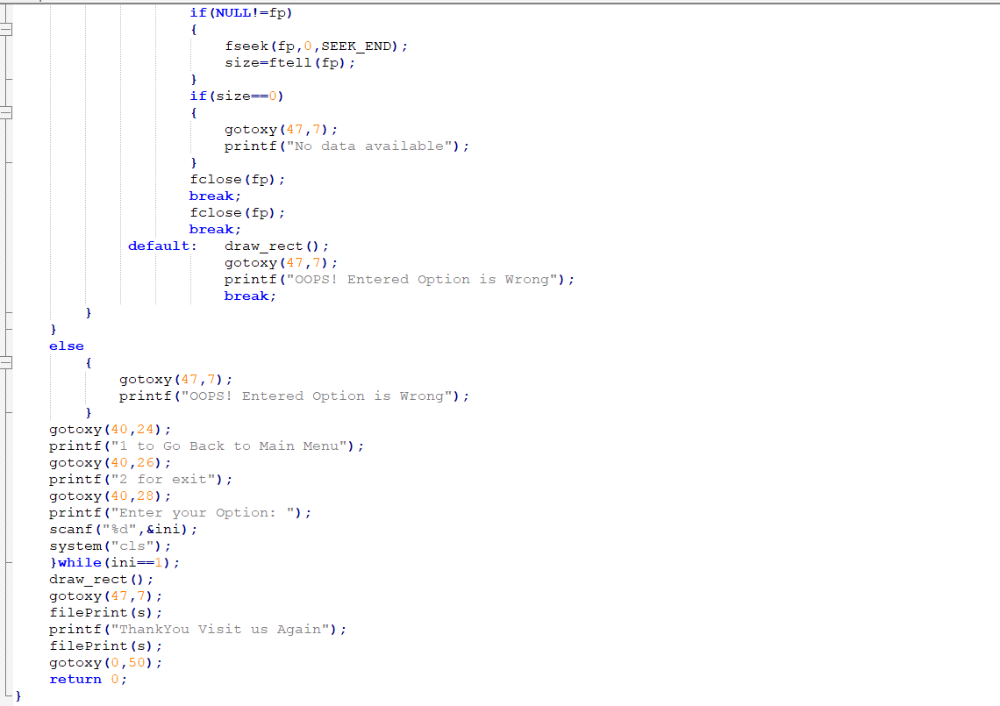 if(NULL!=fp)
{
fseek(fp,0,SEEK_END);
size=ftell(fp);
}
if(size==0)
{
gotoxy(47,7);
printf("No data available");
}
fclose(fp);
break;
fclose(fp);
break;
default: draw_rect();
gotoxy(47,7);
printf("OOPS! Entered Option is Wrong");
break;
}
}
else
{
gotoxy(47,7);
printf("OOPS! Entered Option is Wrong");
}
gotoxy(40,24);
printf("1 to Go Back to Main Menu");
gotoxy(40,26);
printf("2 for exit");
gotoxy(40,28);
printf("Enter your Option: ");
scanf("%d",&ini);
system("cls");
}while(ini==1);
draw_rect();
gotoxy(47,7);
filePrint(s);
printf("ThankYou Visit us Again");
filePrint(s);
gotoxy(0,50);
return 0;
}